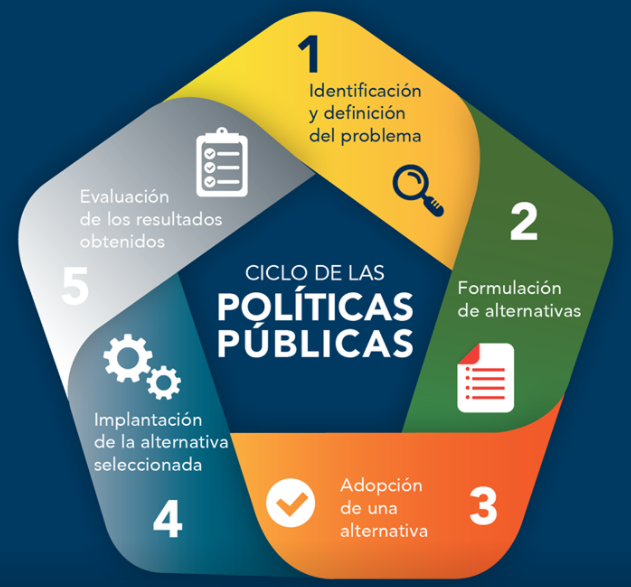 1
Identificación
y definición
del problema
2
Formulación
de alternativas
3
Adopción
de una
alternativa
4
Implantación
de la alternativa
seleccionada
5
Evaluación
de los resultados
obtenidos
CICLO DE LAS
POLÍTICAS
PÚBLICAS